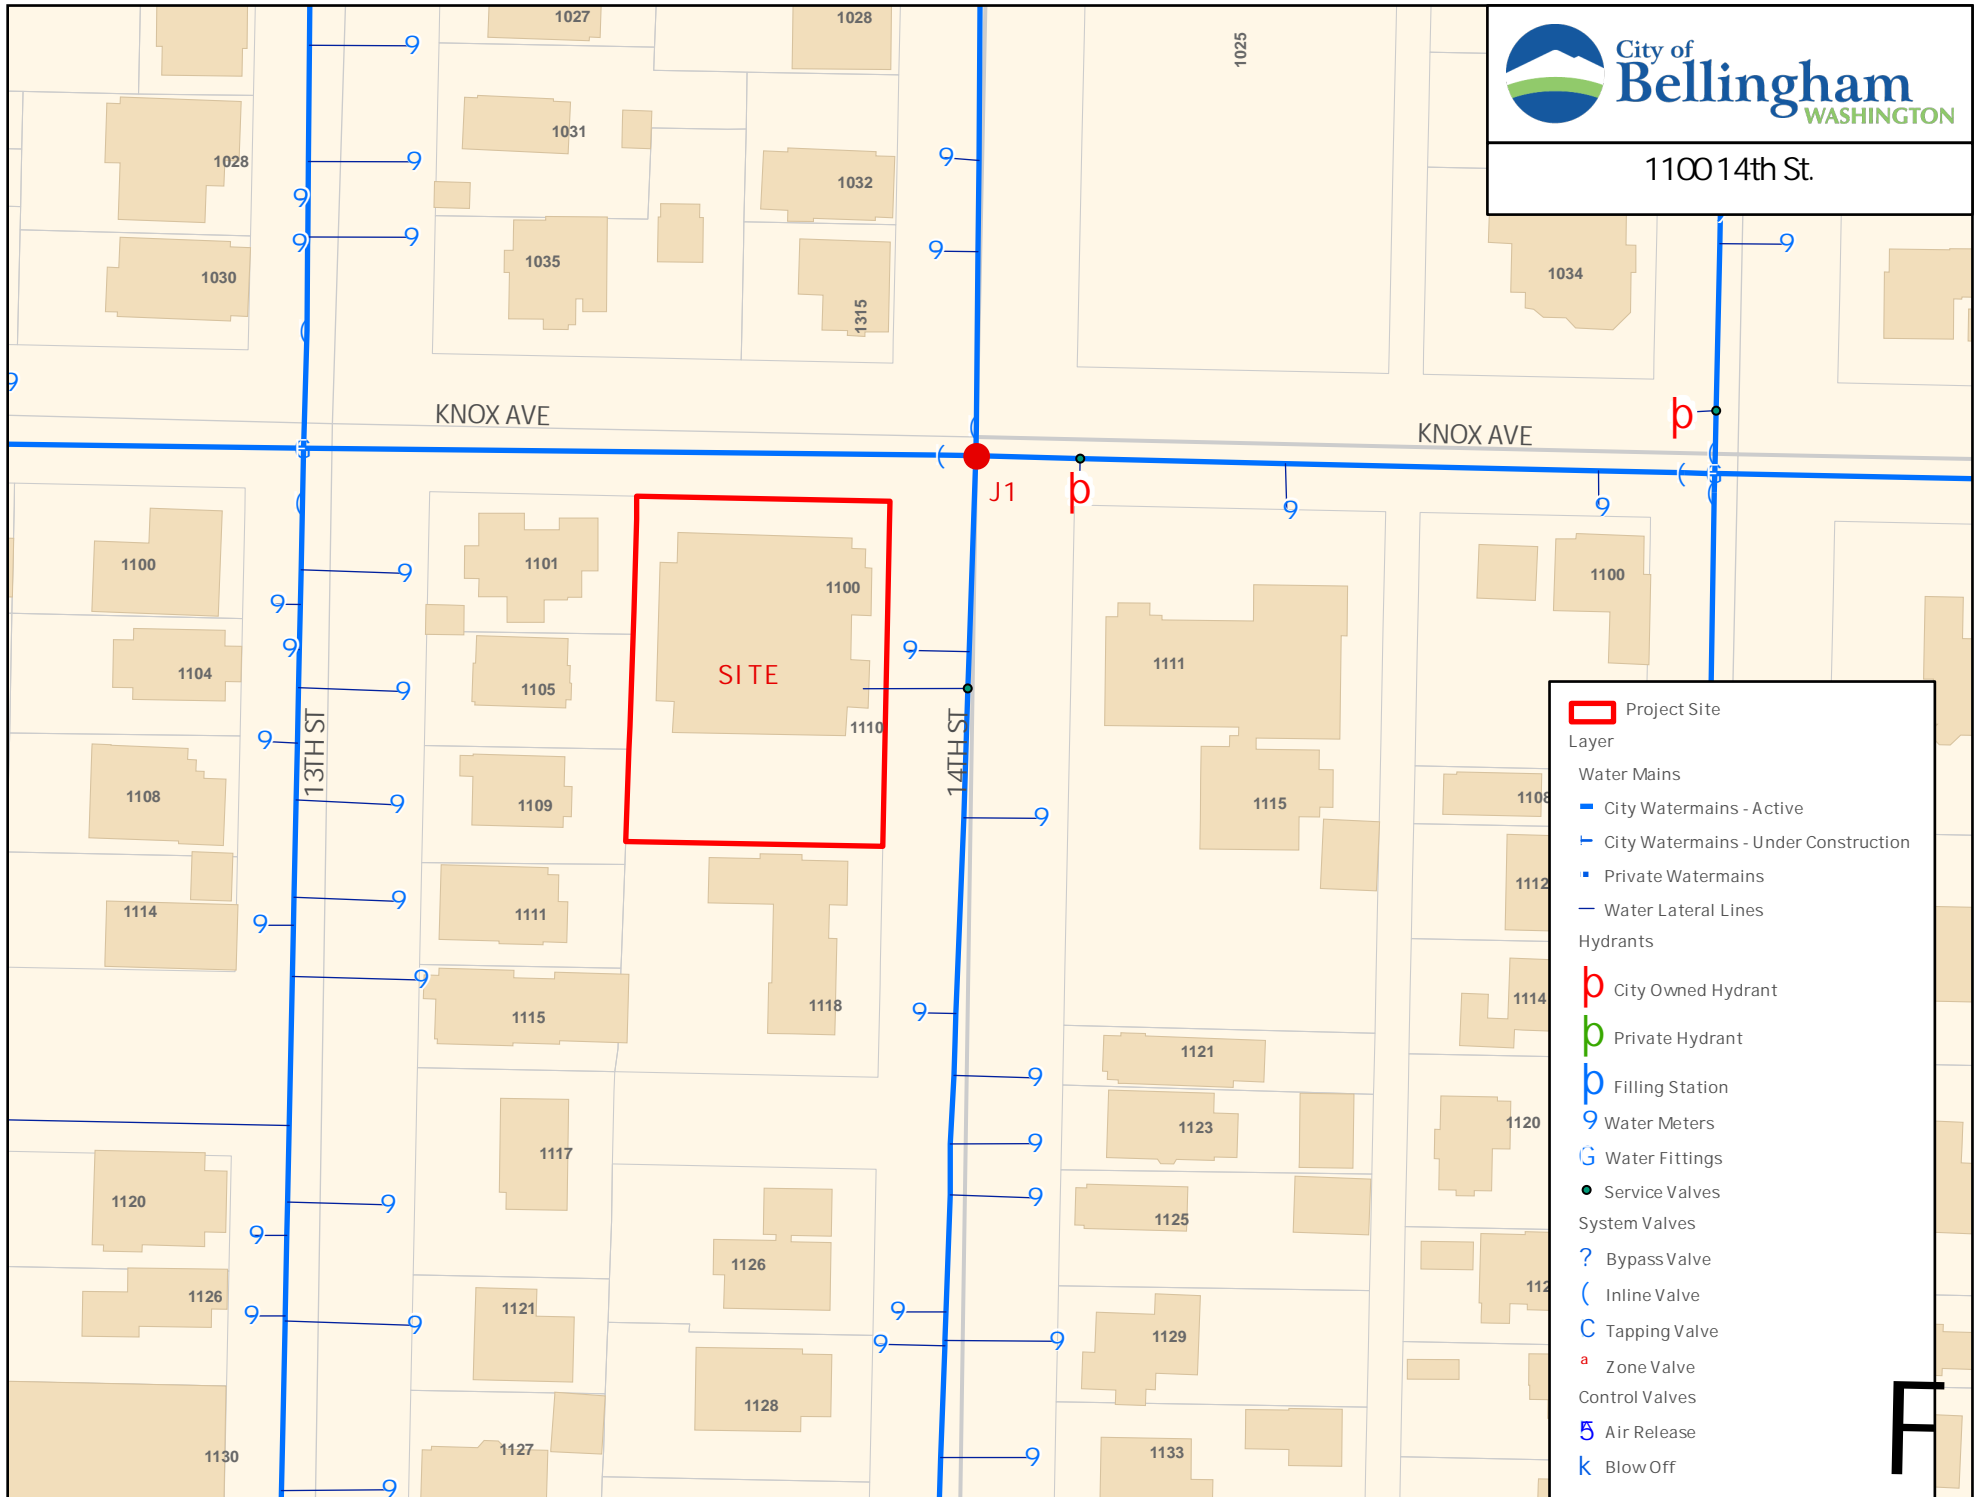 City of
Bellingham
WASHINGTON
1100 14th St.
1027
1028
1025
1031
1028
1032
1030
1035
1034
1315
KNOX AVE
KNOX AVE
J1
1100
1101
1100
1100
1104
1105
SITE
1111
1110
13TH ST
14TH ST
1108
1109
1115
1108
1114
1111
1112
1118
1115
1114
1121
1117
1123
1120
1120
1125
1126
1126
1121
1129
112
1128
1127
1133
1130
Project Site
Layer
Water Mains
City Watermains - Active
City Watermains - Under Construction
Private Watermains
Water Lateral Lines
Hydrants
þ City Owned Hydrant
þ Private Hydrant
þ Filling Station
9 Water Meters
G Water Fittings
Service Valves
System Valves
? Bypass Valve
( Inline Valve
C Tapping Valve
a Zone Valve
Control Valves
5 Air Release
k Blow Off
F